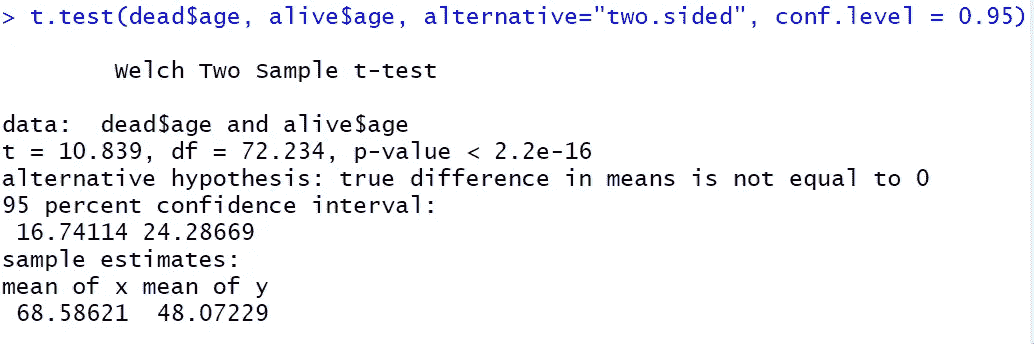 > t.test(dead$age, alive$age, alternative="two.sided", conf.level = 0.95)
Welch Two Sample t-test
data:  dead$age and alive$age
t = 10.839, df = 72.234, p-value < 2.2e-16
alternative hypothesis: true difference in means is not equal to 0
95 percent confidence interval:
 16.74114 24.28669
sample estimates:
mean of x mean of y
 68.58621  48.07229